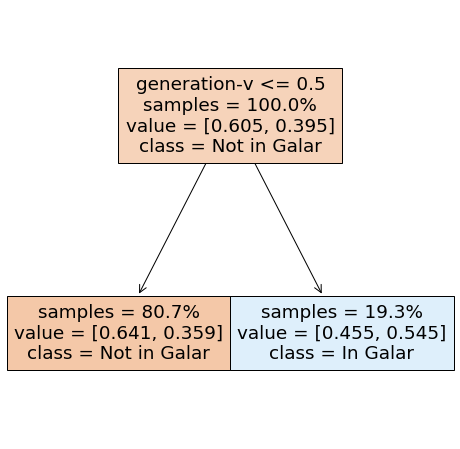 generation-v <= 0.5
samples = 100.0%
value = [0.605, 0.395]
class = Not in Galar
samples = 80.7%
value = [0.641, 0.359]
class = Not in Galar
samples = 19.3%
value = [0.455, 0.545]
class = In Galar